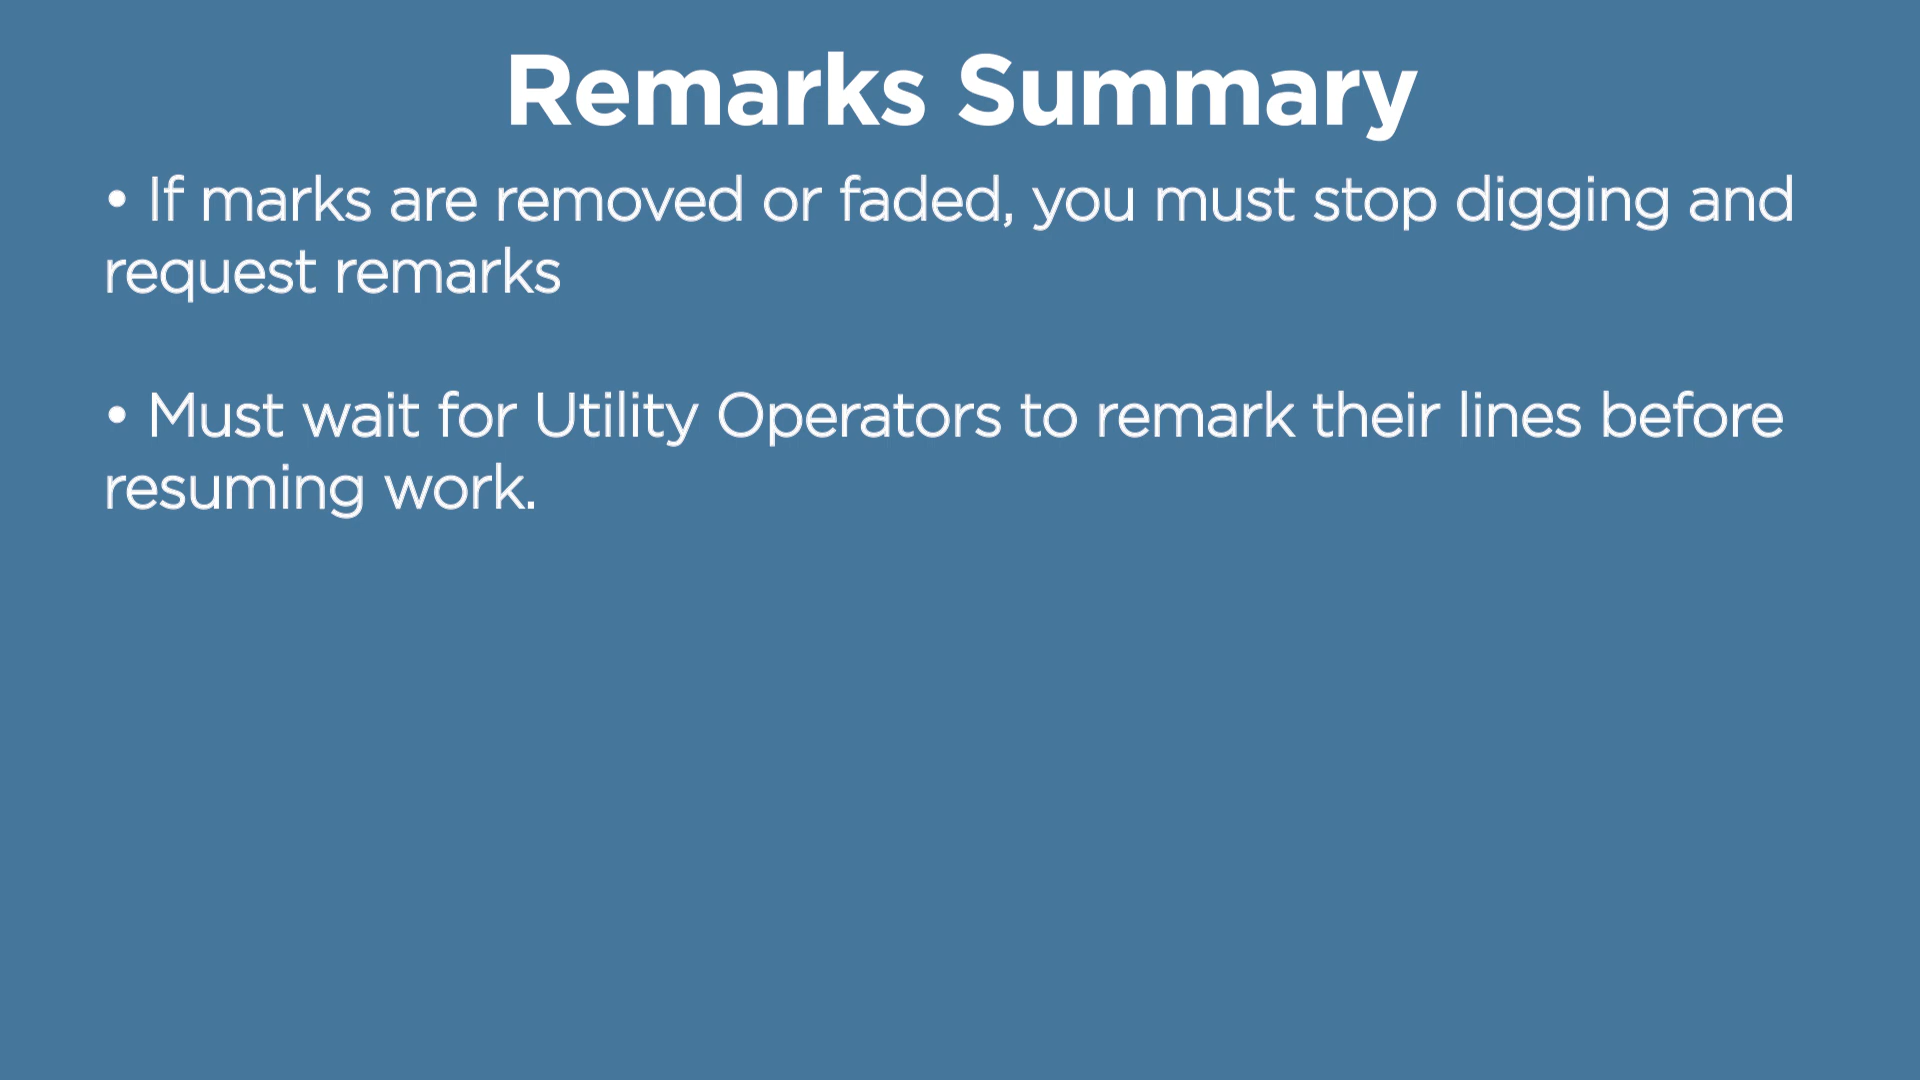 Remarks Summary
• If marks are removed or faded, you must stop digging and
request remarks
• Must wait for Utility Operators to remark their lines before
resuming work.